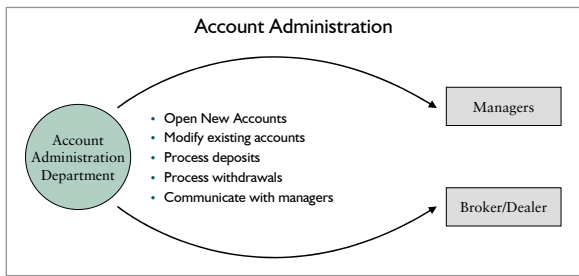 Account Administration
Account
Administration
Department
• Open New Accounts
• Modify existing accounts
• Process deposits
• Process withdrawals
• Communicate with managers
Managers
Broker/Dealer